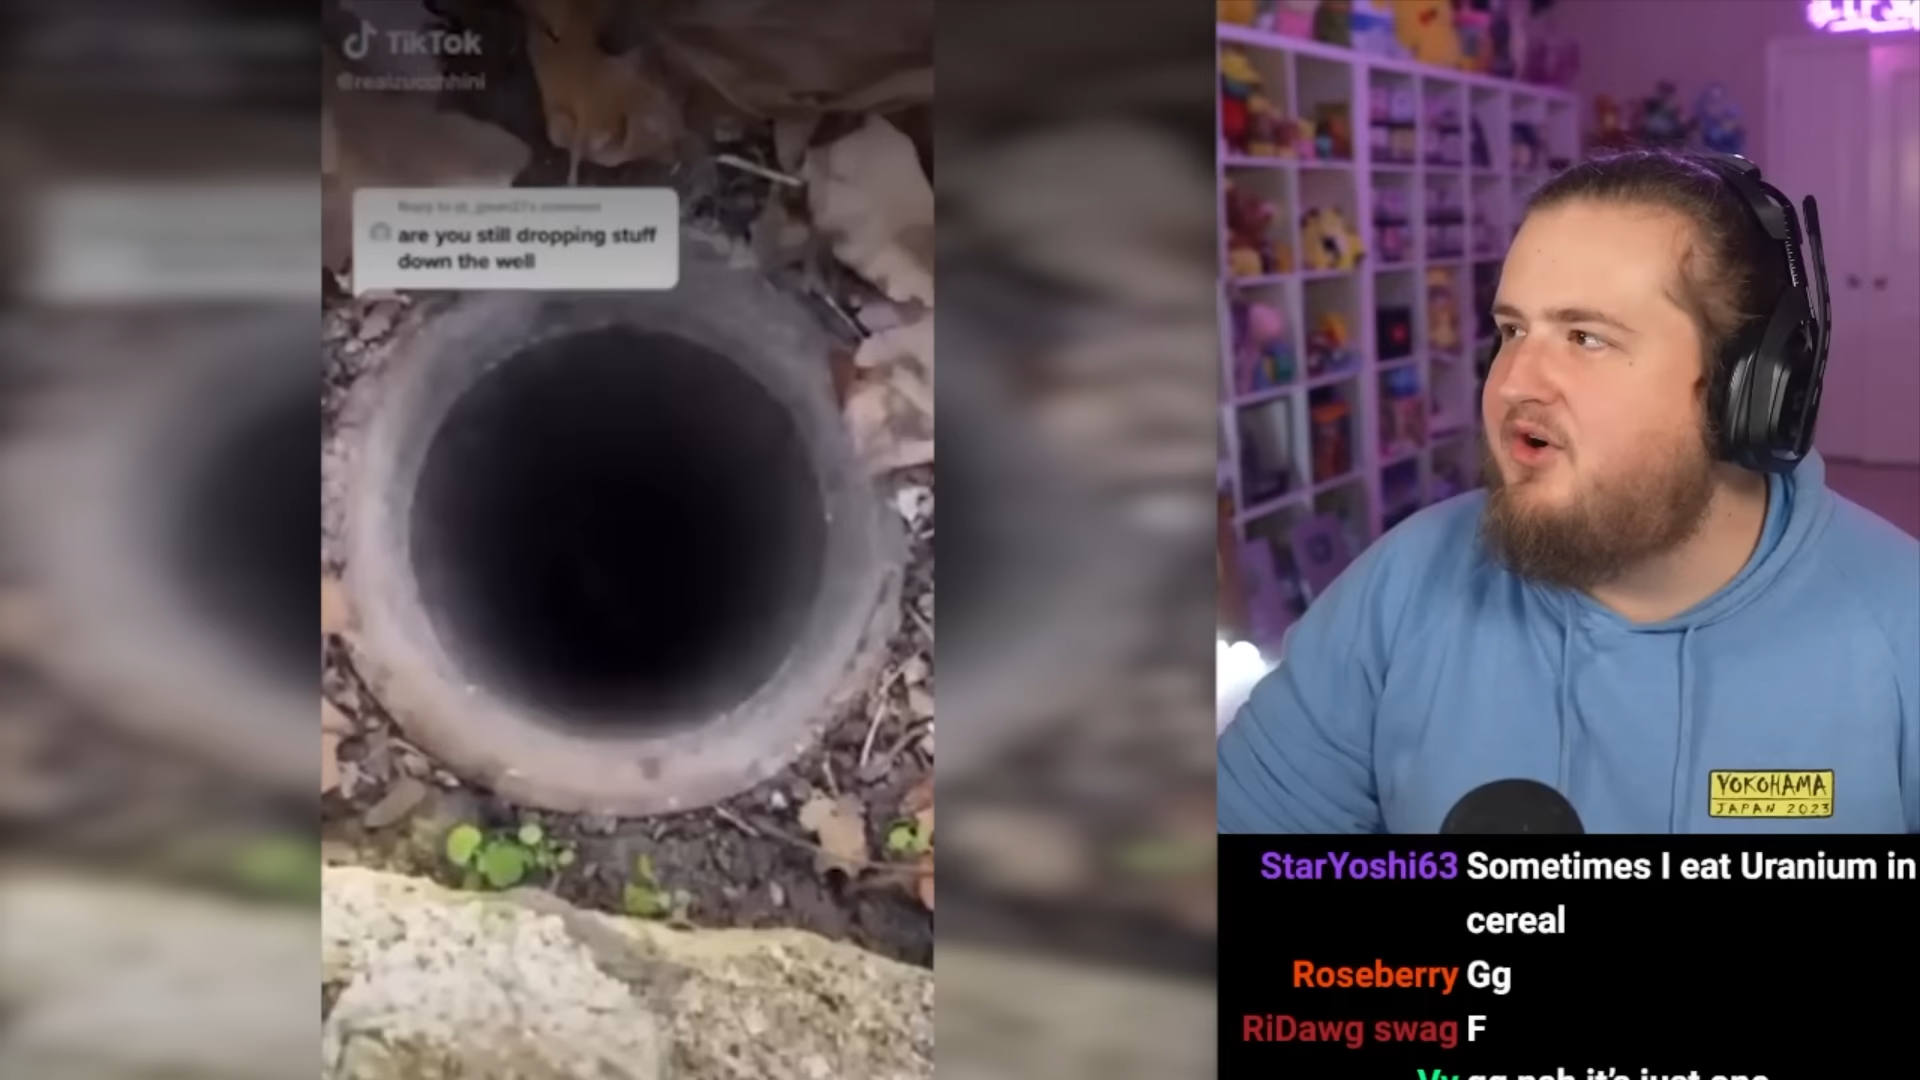 TikTok
@realzucchhini
are you still dropping stuff
down the well
YOKOHAMA
JAPAN 2023
StarYoshi63 Sometimes I eat Uranium in
cereal
Roseberry Gg
RiDawg swag F